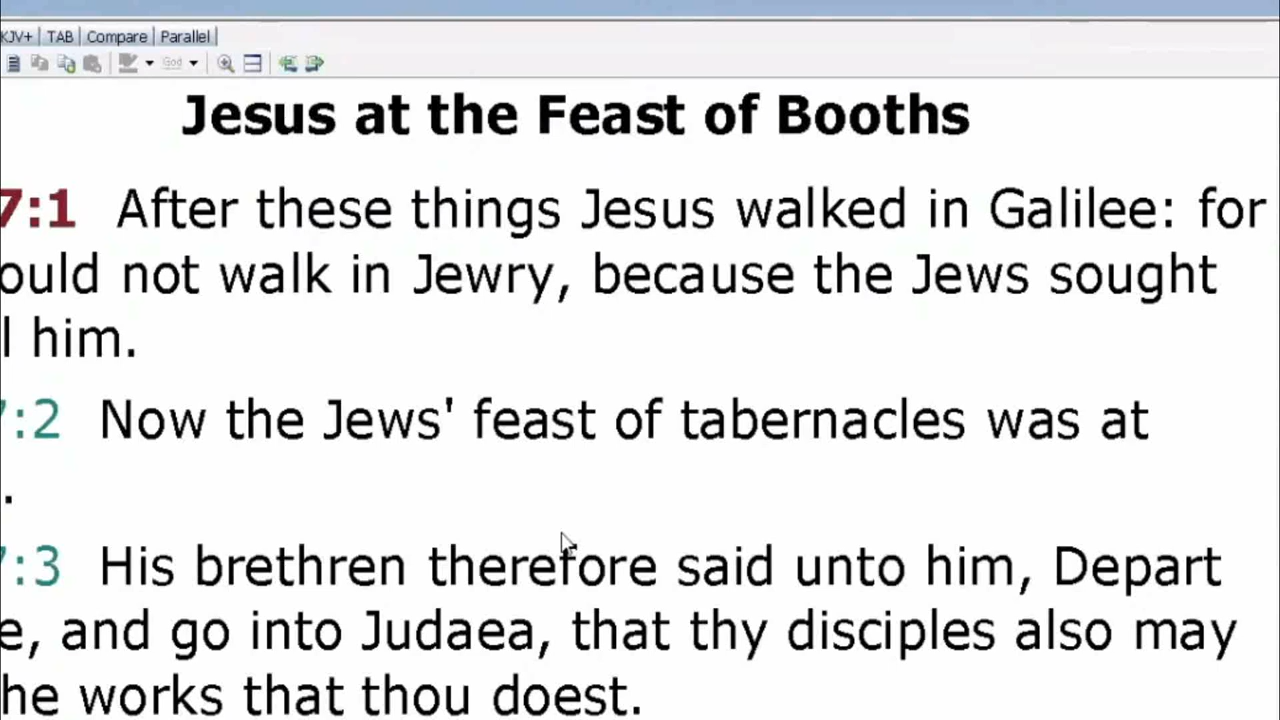 KJV+ TAB Compare Parallel
God
Jesus at the Feast of Booths
7:1 After these things Jesus walked in Galilee: for
ould not walk in Jewry, because the Jews sought
l him.
:2 Now the Jews' feast of tabernacles was at
.
:3 His brethren therefore said unto him, Depart
e, and go into Judaea, that thy disciples also may
he works that thou doest.